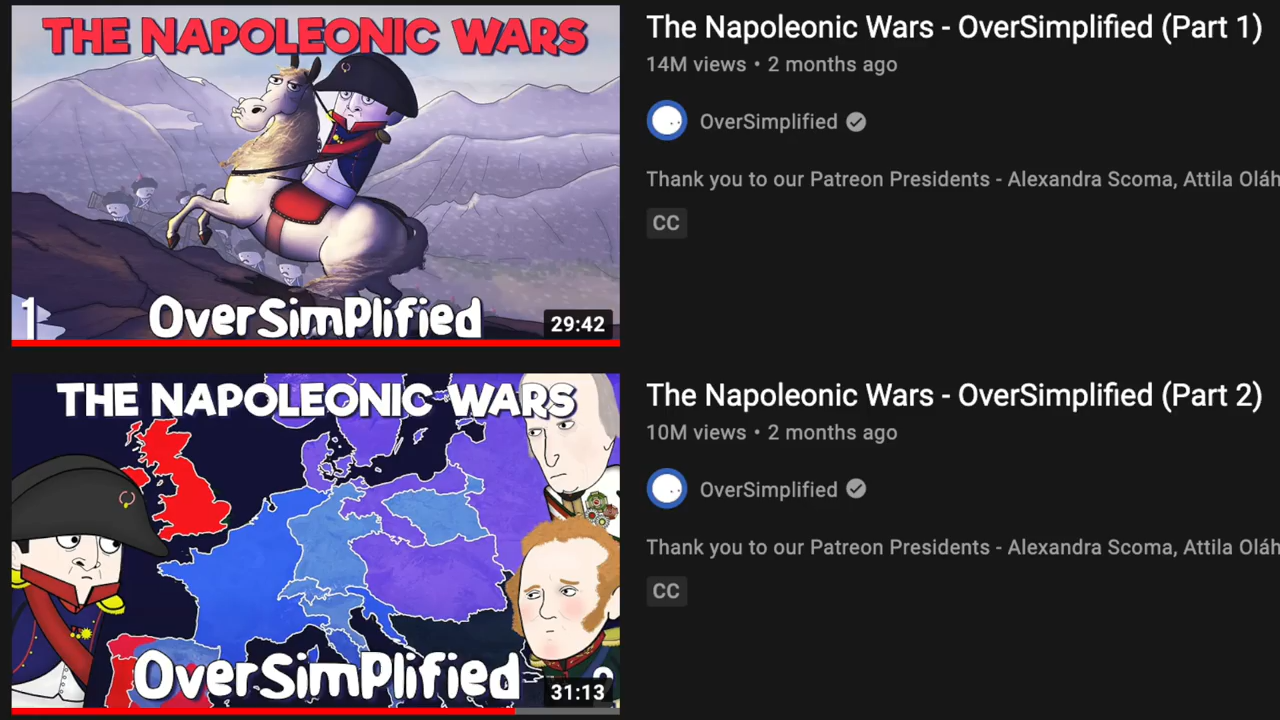 THE NAPOLEONIC WARS
1
OverSimplified
29:42
The Napoleonic Wars - OverSimplified (Part 1)
14M views • 2 months ago
OverSimplified
Thank you to our Patreon Presidents - Alexandra Scoma, Attila Oláh
CC
THE NAPOLEONIC WARS
OverSimplified
31:13
The Napoleonic Wars - OverSimplified (Part 2)
10M views • 2 months ago
OverSimplified
Thank you to our Patreon Presidents - Alexandra Scoma, Attila Oláh
CC